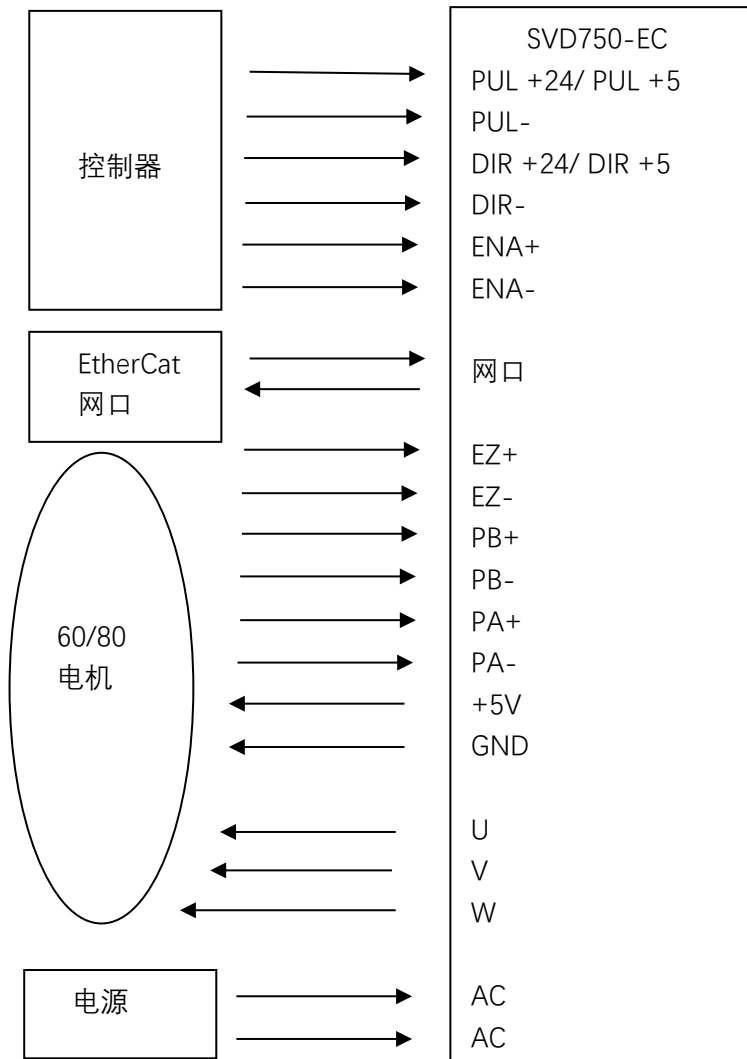 SVD750-EC
控制器
PUL +24/ PUL +5
PUL-
DIR +24/ DIR +5
DIR-
ENA+
ENA-
EtherCat
网口
网口
60/80
电机
EZ+
EZ-
PB+
PB-
PA+
PA-
+5V
GND
U
V
W
电源
AC
AC